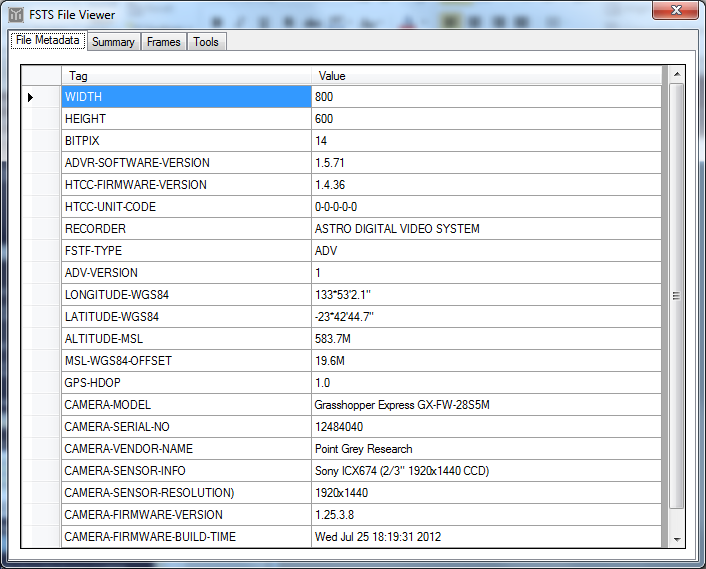 FSTS File Viewer
File Metadata Summary Frames Tools
Tag Value
WIDTH 800
HEIGHT 600
BITPIX 14
ADVR-SOFTWARE-VERSION 1.5.71
HTCC-FIRMWARE-VERSION 1.4.36
HTCC-UNIT-CODE 0-0-0-0-0
RECORDER ASTRO DIGITAL VIDEO SYSTEM
FSTF-TYPE ADV
ADV-VERSION 1
LONGITUDE-WGS84 133*53'2.1"
LATITUDE-WGS84 -23*42'44.7"
ALTITUDE-MSL 583.7M
MSL-WGS84-OFFSET 19.6M
GPS-HDOP 1.0
CAMERA-MODEL Grasshopper Express GX-FW-28S5M
CAMERA-SERIAL-NO 12484040
CAMERA-VENDOR-NAME Point Grey Research
CAMERA-SENSOR-INFO Sony ICX674 (2/3" 1920x1440 CCD)
CAMERA-SENSOR-RESOLUTION) 1920x1440
CAMERA-FIRMWARE-VERSION 1.25.3.8
CAMERA-FIRMWARE-BUILD-TIME Wed Jul 25 18:19:31 2012